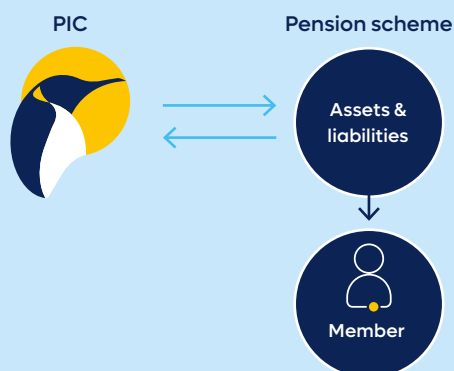 PIC
Pension scheme
Assets &
liabilities
Member